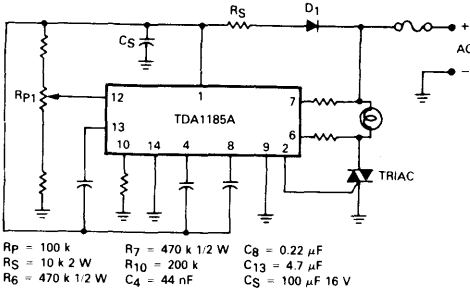 RS
D1
+
AC
−
CS
RP1
12
1
7
13
TDA1185A
6
10
14
4
8
9
2
TRIAC
RP = 100 k
RS = 10 k 2 W
R6 = 470 k 1/2 W
R7 = 470 k 1/2 W
R10 = 200 k
C4 = 44 nF
C8 = 0.22 µF
C13 = 4.7 µF
CS = 100 µF 16 V